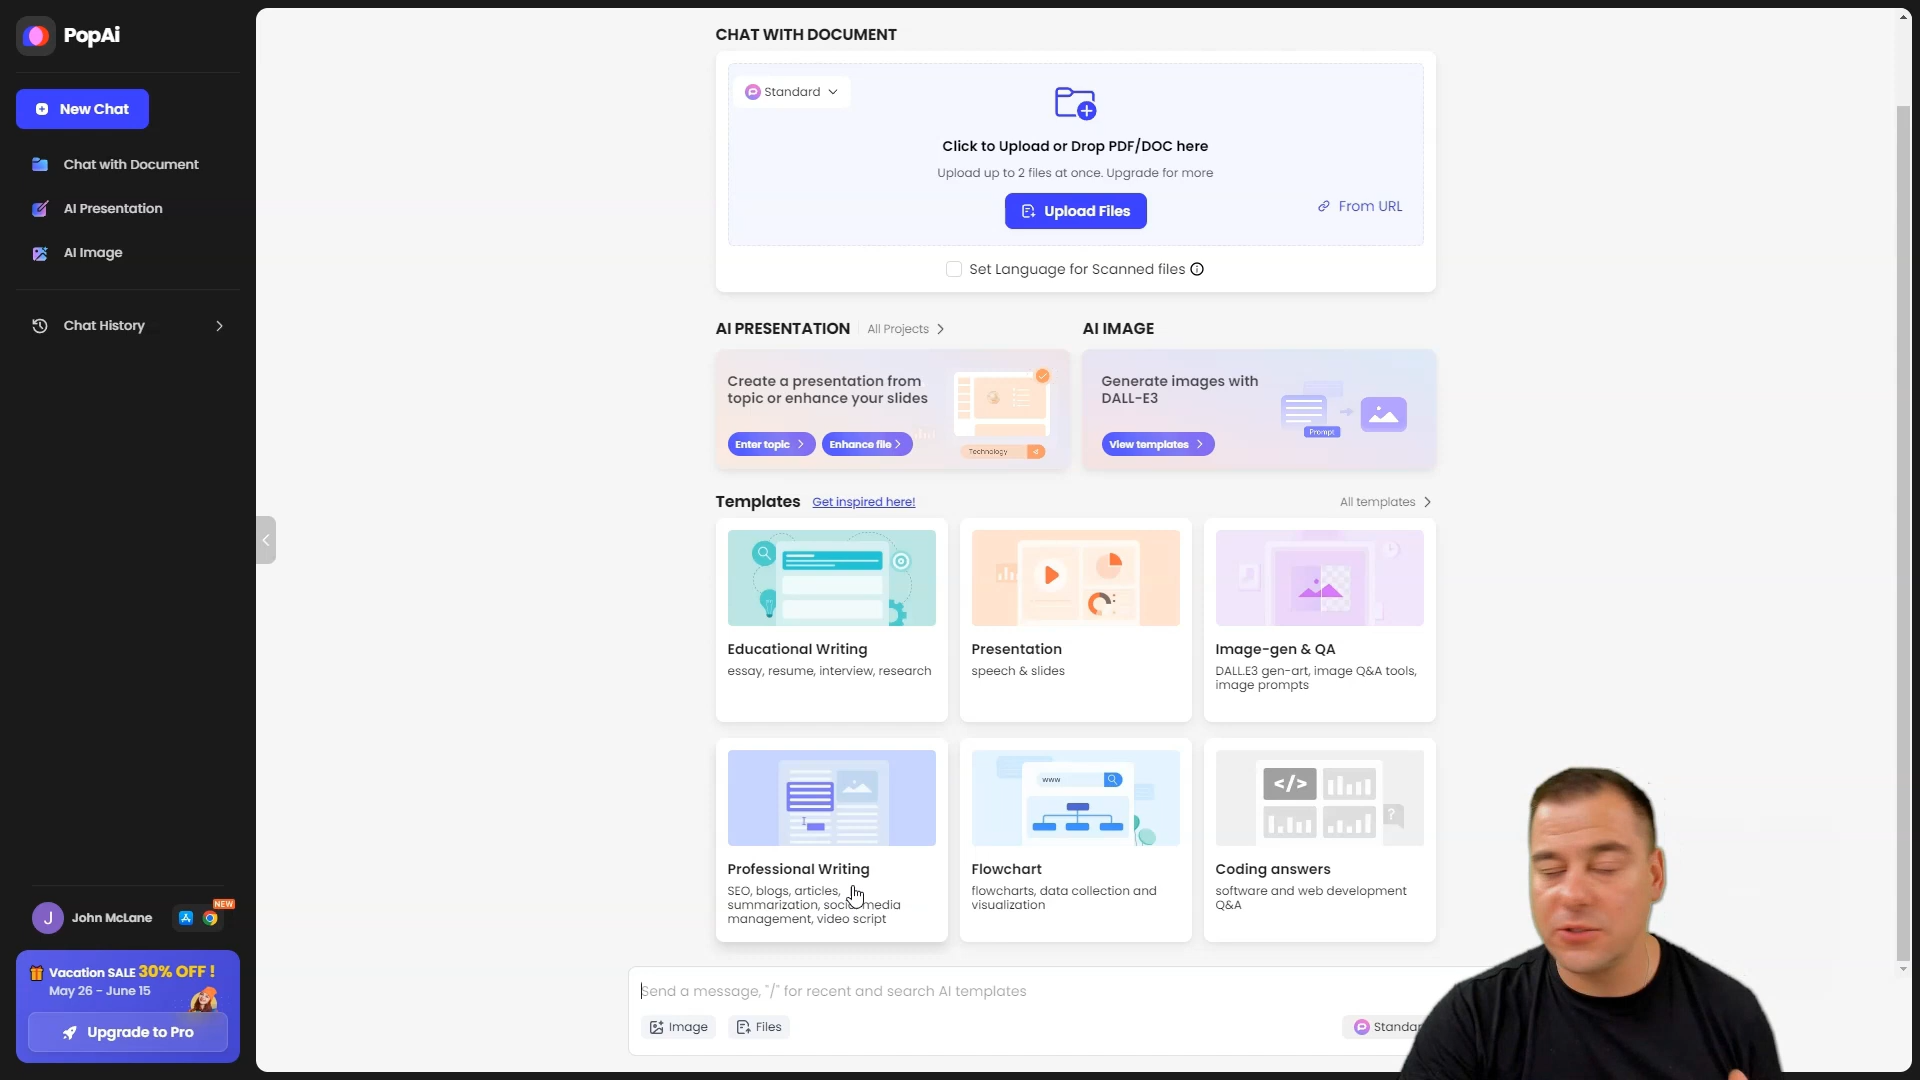 PopAi
New Chat
Chat with Document
AI Presentation
AI Image
Chat History
NEW
J
John McLane
Vacation SALE 30% OFF !
May 26 - June 15
Upgrade to Pro
CHAT WITH DOCUMENT
Standard
Click to Upload or Drop PDF/DOC here
Upload up to 2 files at once. Upgrade for more
Upload Files
From URL
Set Language for Scanned files
AI PRESENTATION
All Projects
Create a presentation from
topic or enhance your slides
Enter topic
Enhance file
Technology
AI IMAGE
Generate images with
DALL-E3
View templates
Prompt
Templates
Get inspired here!
All templates
Educational Writing
essay, resume, interview, research
Presentation
speech & slides
Image-gen & QA
DALL.E3 gen-art, image Q&A tools,
image prompts
Professional Writing
SEO, blogs, articles,
summarization, social media
management, video script
www
Flowchart
flowcharts, data collection and
visualization
</>
?
Coding answers
software and web development
Q&A
Send a message, "/" for recent and search AI templates
Image
Files
Standar